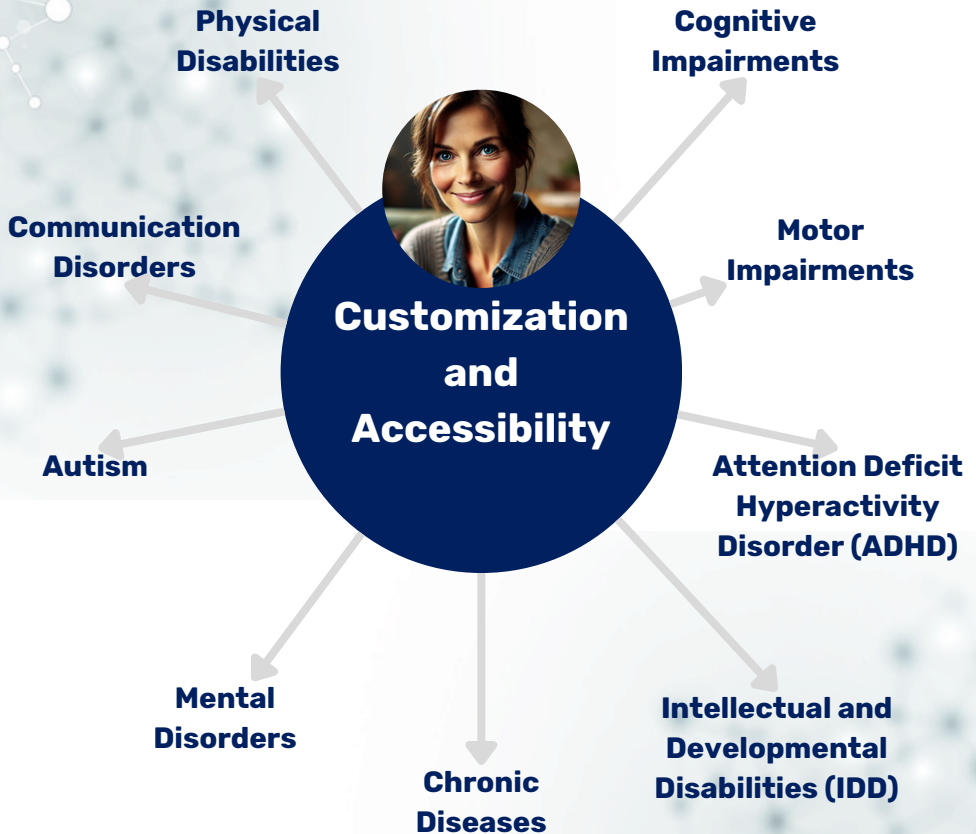 Physical
Disabilities
Cognitive
Impairments
Communication
Disorders
Motor
Impairments
Customization
and
Accessibility
Autism
Attention Deficit
Hyperactivity
Disorder (ADHD)
Mental
Disorders
Chronic
Diseases
Intellectual and
Developmental
Disabilities (IDD)